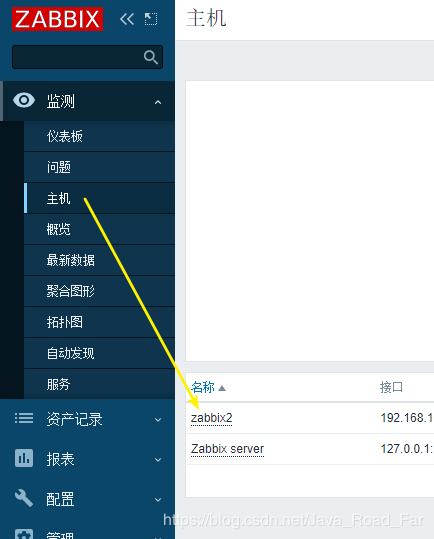 ZABBIX
主机
监测
仪表板
问题
主机
概览
最新数据
聚合图形
拓扑图
自动发现
服务
名称 接口
zabbix2 192.168.1
Zabbix server 127.0.0.1:
资产记录
报表
配置
管理
https://blog.csdn.net/Java_Road_Far